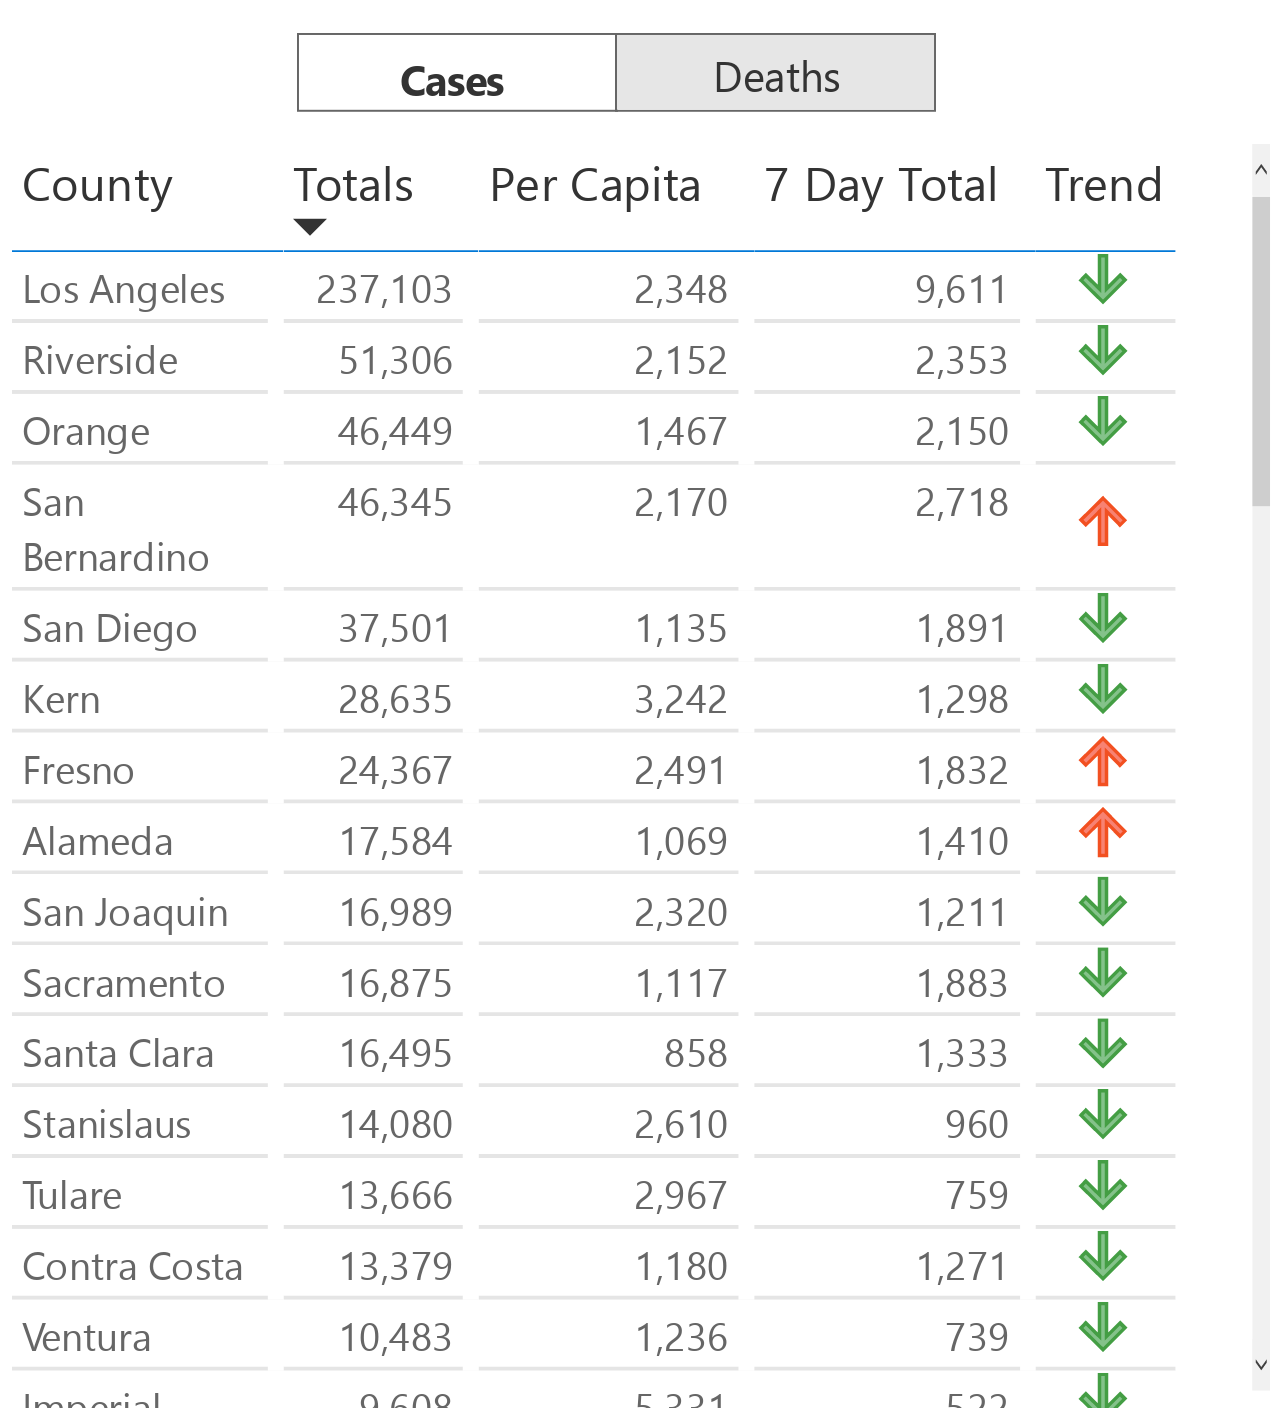 Cases Deaths
County Totals Per Capita 7 Day Total Trend
Los Angeles 237,103 2,348 9,611
Riverside 51,306 2,152 2,353
Orange 46,449 1,467 2,150
San 46,345 2,170 2,718
Bernardino
San Diego 37,501 1,135 1,891
Kern 28,635 3,242 1,298
Fresno 24,367 2,491 1,832
Alameda 17,584 1,069 1,410
San Joaquin 16,989 2,320 1,211
Sacramento 16,875 1,117 1,883
Santa Clara 16,495 858 1,333
Stanislaus 14,080 2,610 960
Tulare 13,666 2,967 759
Contra Costa 13,379 1,180 1,271
Ventura 10,483 1,236 739
Imperial 9,608 5,331 522